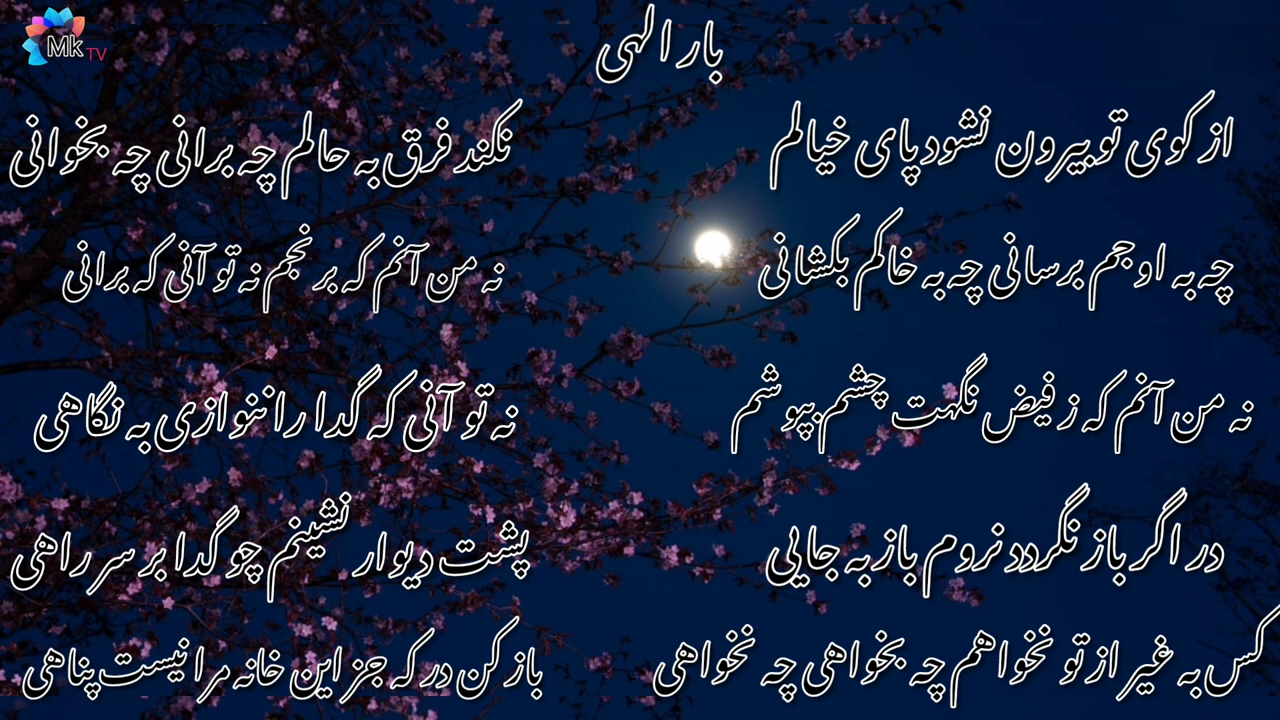 Mk TV
بار الہی
از کوی تو بیرون نشود پای خیالم
نکند فرق به حالم چه برانی چه بخوانی
چه به اوجم برسانی چه به خاکم بکشانی
نه من آنم که برنجم نه تو آنی که برانی
نه من آنم که ز فیض نگهت چشم بپوشم
نه تو آنی که گدا را ننوازی به نگاهی
در اگر باز نگردد نروم باز به جایی
پشت دیوار نشینم چو گدا بر سر راهی
کس به غیر از تو نخواهم چه بخواهی چه نخواهی
باز کن در که جز این خانه مرا نیست پناهی